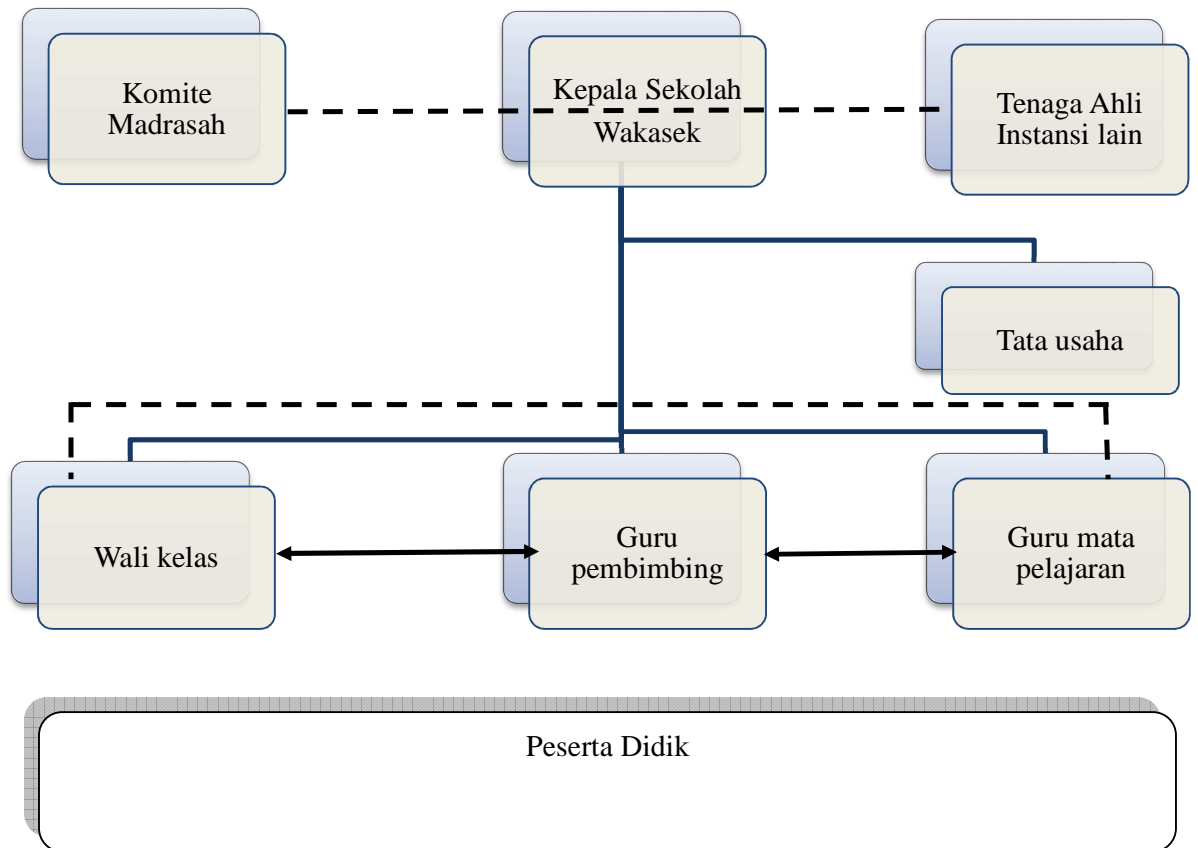 Komite
Madrasah
Kepala Sekolah
Wakasek
Tenaga Ahli
Instansi lain
Tata usaha
Wali kelas
Guru
pembimbing
Guru mata
pelajaran
Peserta Didik